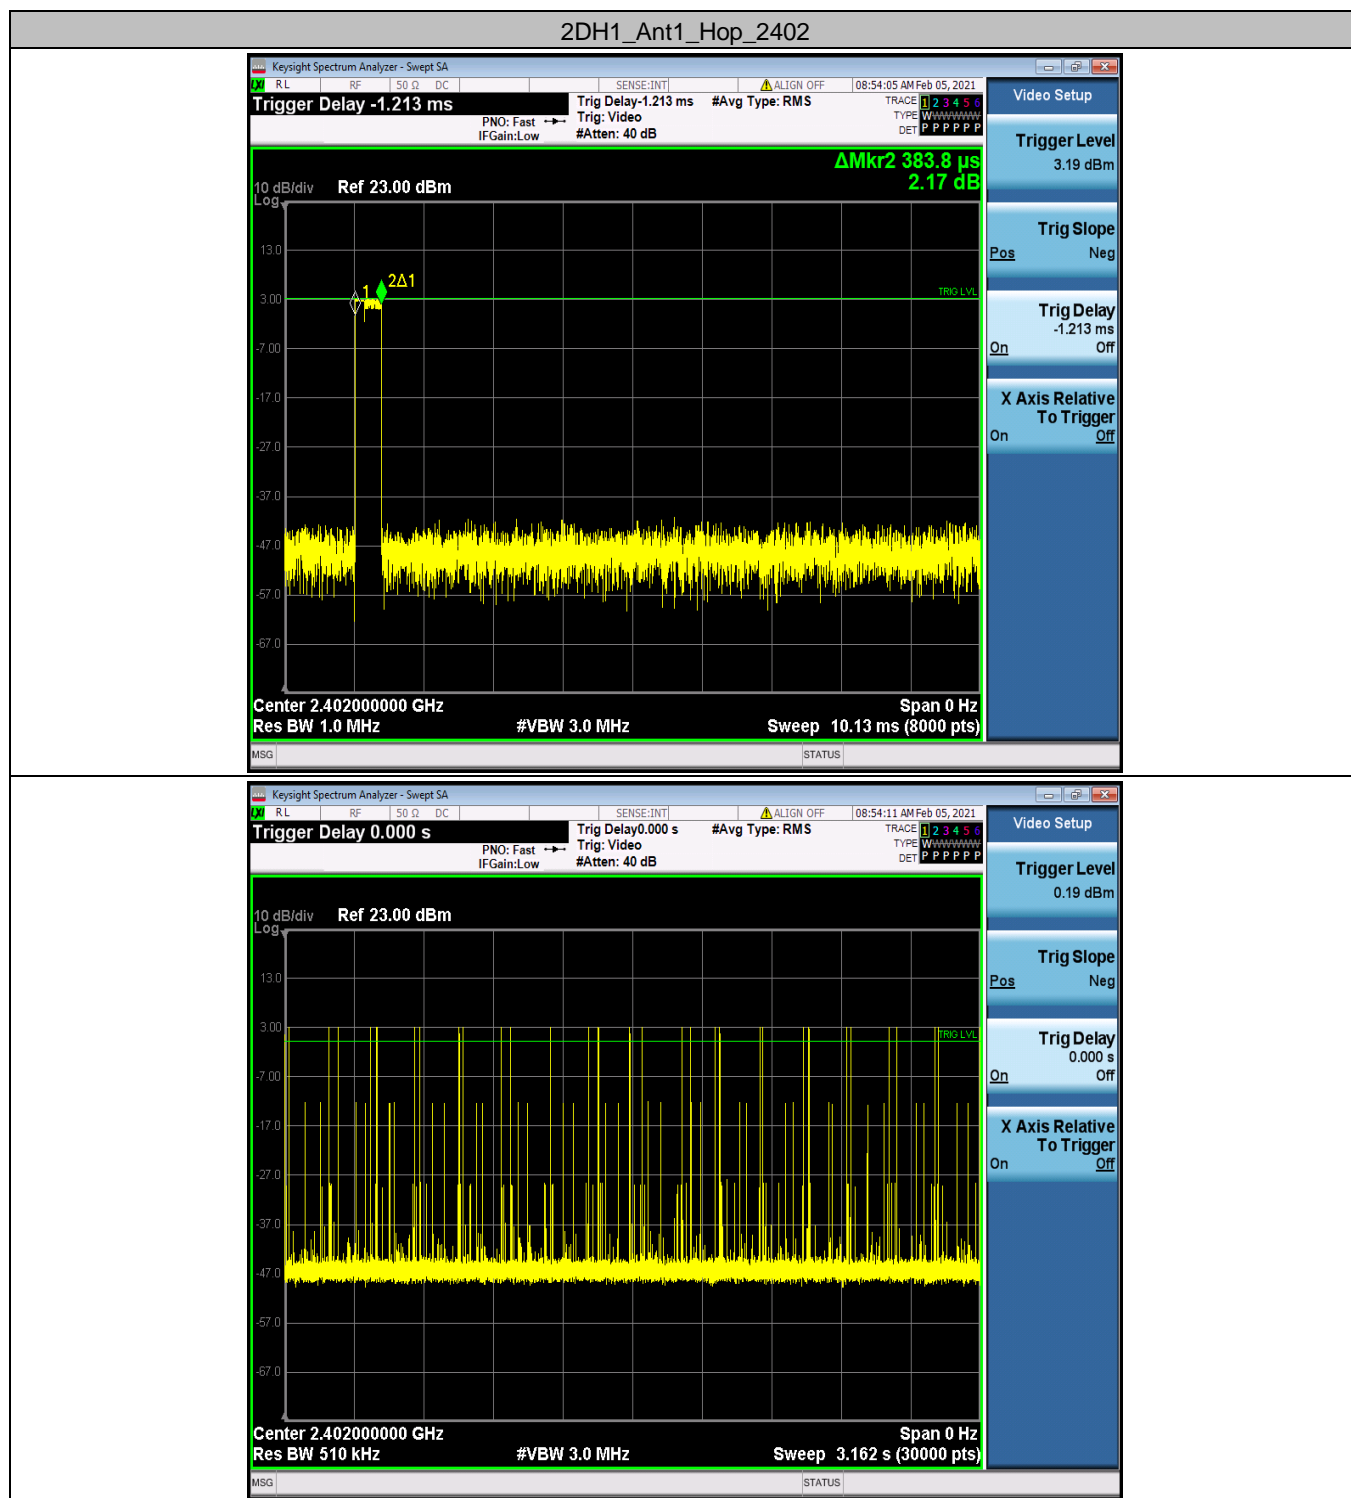 2DH1_Ant1_Hop_2402
Keysight Spectrum Analyzer - Swept SA
LXI RL RF 50 Ω DC SENSE:INT ALIGN OFF 08:54:05 AM Feb 05, 2021
Trigger Delay -1.213 ms
Trig Delay-1.213 ms #Avg Type: RMS
PNO: Fast Trig: Video
IFGain:Low #Atten: 40 dB
TRACE 1 2 3 4 5 6
TYPE WWWWWW
DET P P P P P P
ΔMkr2 383.8 µs
2.17 dB
10 dB/div Ref 23.00 dBm
Log
13.0
3.00
-7.00
-17.0
-27.0
-37.0
-47.0
-57.0
-67.0
1
2Δ1
TRIG LVL
Center 2.402000000 GHz Span 0 Hz
Res BW 1.0 MHz #VBW 3.0 MHz Sweep 10.13 ms (8000 pts)
MSG STATUS
Video Setup
Trigger Level
3.19 dBm
Trig Slope
Pos Neg
Trig Delay
-1.213 ms
On Off
X Axis Relative
To Trigger
On Off
Keysight Spectrum Analyzer - Swept SA
LXI RL RF 50 Ω DC SENSE:INT ALIGN OFF 08:54:11 AM Feb 05, 2021
Trigger Delay 0.000 s
Trig Delay0.000 s #Avg Type: RMS
PNO: Fast Trig: Video
IFGain:Low #Atten: 40 dB
TRACE 1 2 3 4 5 6
TYPE WWWWWW
DET P P P P P P
10 dB/div Ref 23.00 dBm
Log
13.0
3.00
-7.00
-17.0
-27.0
-37.0
-47.0
-57.0
-67.0
TRIG LVL
Center 2.402000000 GHz Span 0 Hz
Res BW 510 kHz #VBW 3.0 MHz Sweep 3.162 s (30000 pts)
MSG STATUS
Video Setup
Trigger Level
0.19 dBm
Trig Slope
Pos Neg
Trig Delay
0.000 s
On Off
X Axis Relative
To Trigger
On Off